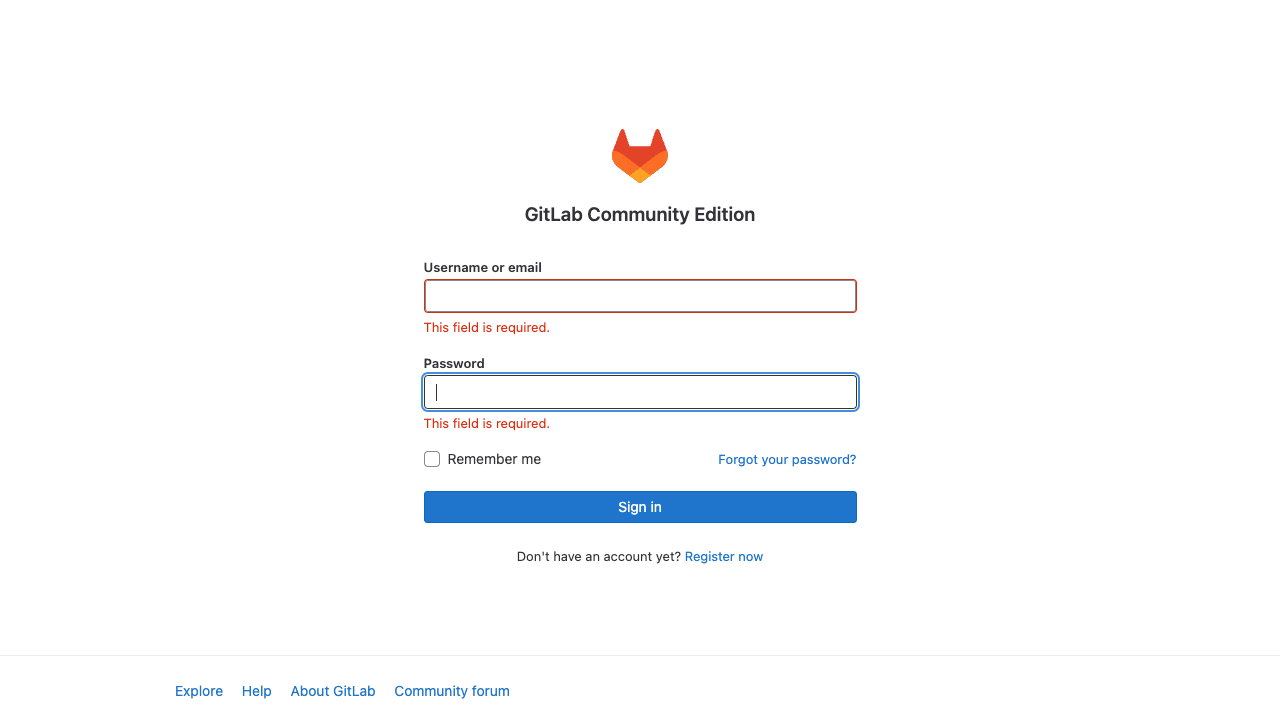 GitLab Community Edition
Username or email
This field is required.
Password
This field is required.
Remember me Forgot your password?
Sign in
Don't have an account yet? Register now
Explore Help About GitLab Community forum